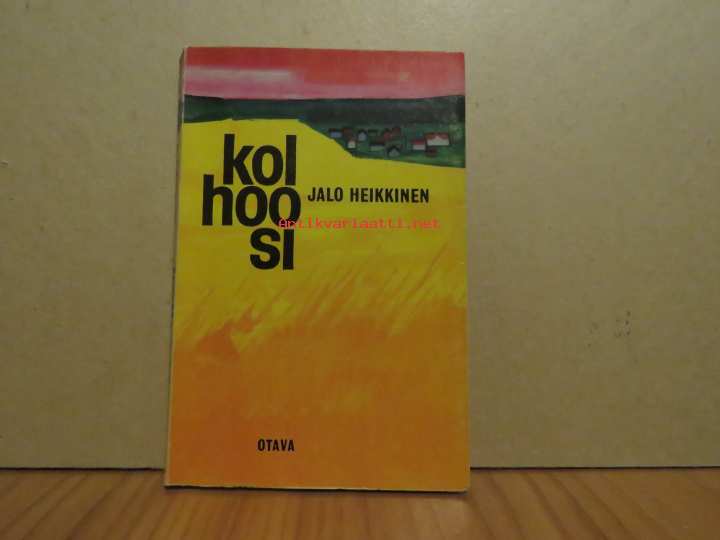 kol
hoo
si
JALO HEIKKINEN
Antikvariaatti.net
OTAVA